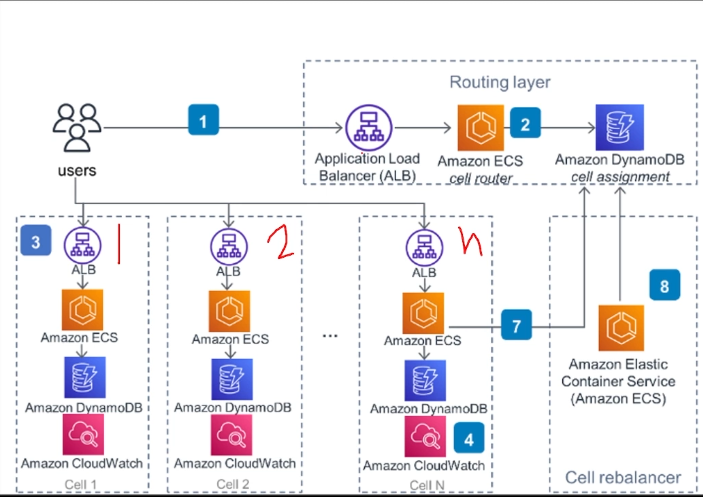 Routing layer
1
2
users
Application Load
Balancer (ALB)
Amazon ECS
cell router
Amazon DynamoDB
cell assignment
3
1
ALB
Amazon ECS
Amazon DynamoDB
Amazon CloudWatch
Cell 1
2
ALB
Amazon ECS
Amazon DynamoDB
Amazon CloudWatch
Cell 2
...
n
ALB
Amazon ECS
Amazon DynamoDB
4
Amazon CloudWatch
Cell N
7
8
Amazon Elastic
Container Service
(Amazon ECS)
Cell rebalancer